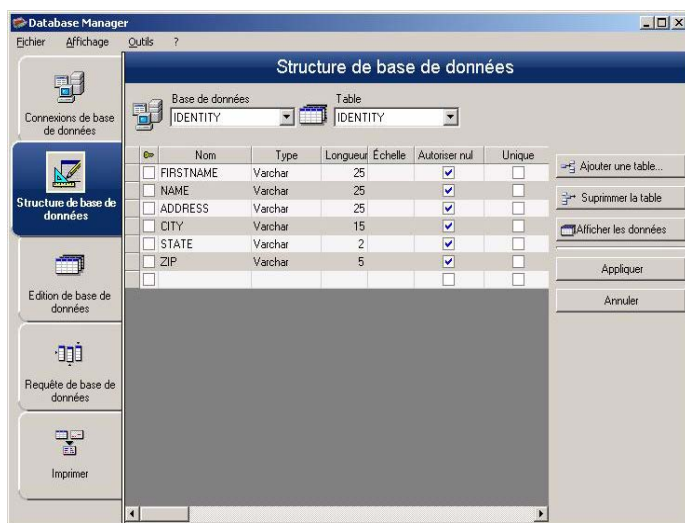 Database Manager
Fichier Affichage Outils ?
Structure de base de données
Connexions de base
de données
Structure de base de
données
Edition de base de
données
Requête de base de
données
Imprimer
Base de données Table
IDENTITY IDENTITY
Nom Type Longueur Échelle Autoriser nul Unique
FIRSTNAME Varchar 25
NAME Varchar 25
ADDRESS Varchar 25
CITY Varchar 15
STATE Varchar 2
ZIP Varchar 5
Ajouter une table...
Suprimmer la table
Afficher les données
Appliquer
Annuler